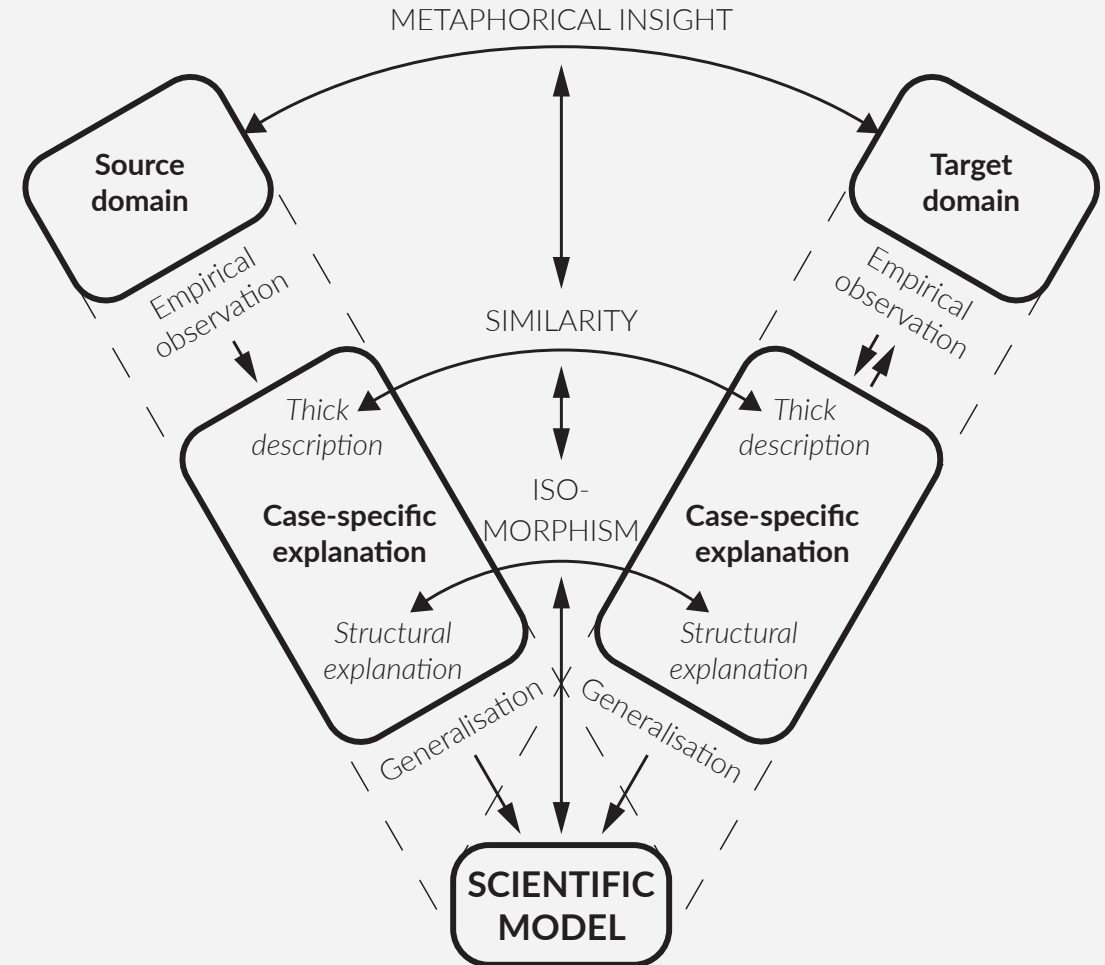 METAPHORICAL INSIGHT
Source
domain
Target
domain
Empirical
observation
Empirical
observation
SIMILARITY
Thick
description
Thick
description
ISO-
MORPHISM
Case-specific
explanation
Case-specific
explanation
Structural
explanation
Structural
explanation
Generalisation
Generalisation
SCIENTIFIC
MODEL